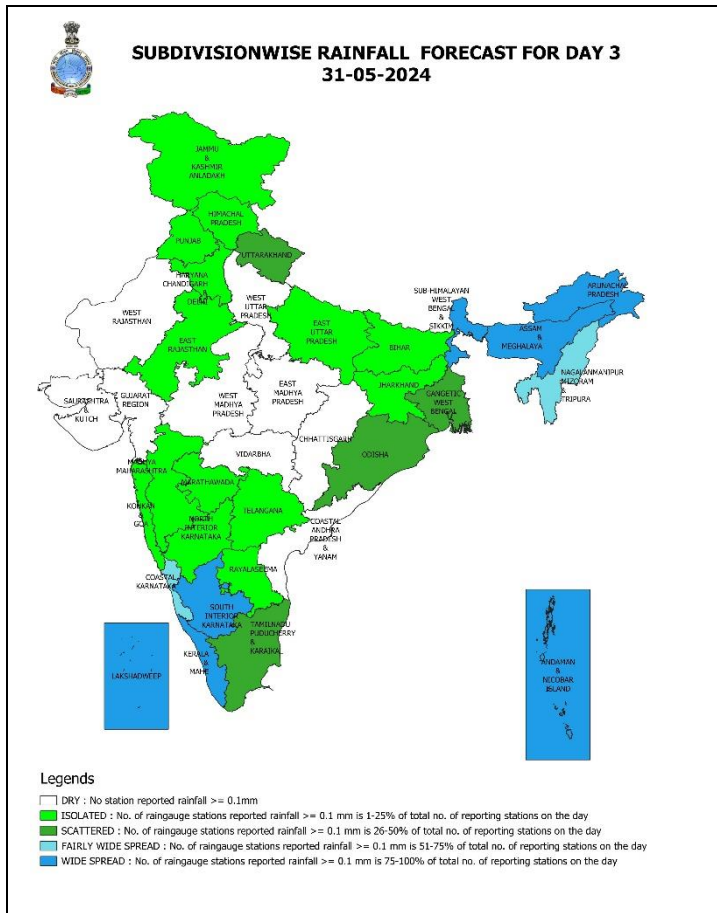 SUBDIVISIONWISE RAINFALL FORECAST FOR DAY 3
31-05-2024
JAMMU
&
KASHMIR
ANLADAKH
HIMACHAL
PRADESH
PUNJAB
UTTARAKHAND
HARYANA
CHANDIGARH
&
DELHI
WEST
RAJASTHAN
WEST
UTTAR
PRADESH
EAST
RAJASTHAN
EAST
UTTAR
PRADESH
BIHAR
SUB-HIMALAYAN
WEST
BENGAL
&
SIKKIM
ARUNACHAL
PRADESH
ASSAM
&
MEGHALAYA
NAGALANMANIPUR
MIZORAM
&
TRIPURA
JHARKHAND
GANGETIC
WEST
BENGAL
SAURASHTRA
&
KUTCH
GUJARAT
REGION
WEST
MADHYA
PRADESH
EAST
MADHYA
PRADESH
CHHATTISGARH
ODISHA
VIDARBHA
MADHYA
MAHARASHTRA
MARATHAWADA
KONKAN
&
GOA
NORTH
INTERIOR
KARNATAKA
TELANGANA
COASTAL
ANDHRA
PRADESH
&
YANAM
RAYALASEEMA
COASTAL
KARNATAKA
SOUTH
INTERIOR
KARNATAKA
TAMILNADU
PUDUCHERRY
&
KARAIKAL
KERALA
&
MAHE
LAKSHADWEEP
ANDAMAN
&
NICOBAR
ISLAND
Legends
DRY : No station reported rainfall >= 0.1mm
ISOLATED : No. of raingauge stations reported rainfall >= 0.1 mm is 1-25% of total no. of reporting stations on the day
SCATTERED : No. of raingauge stations reported rainfall >= 0.1 mm is 26-50% of total no. of reporting stations on the day
FAIRLY WIDE SPREAD : No. of raingauge stations reported rainfall >= 0.1 mm is 51-75% of total no. of reporting stations on the day
WIDE SPREAD : No. of raingauge stations reported rainfall >= 0.1 mm is 75-100% of total no. of reporting stations on the day